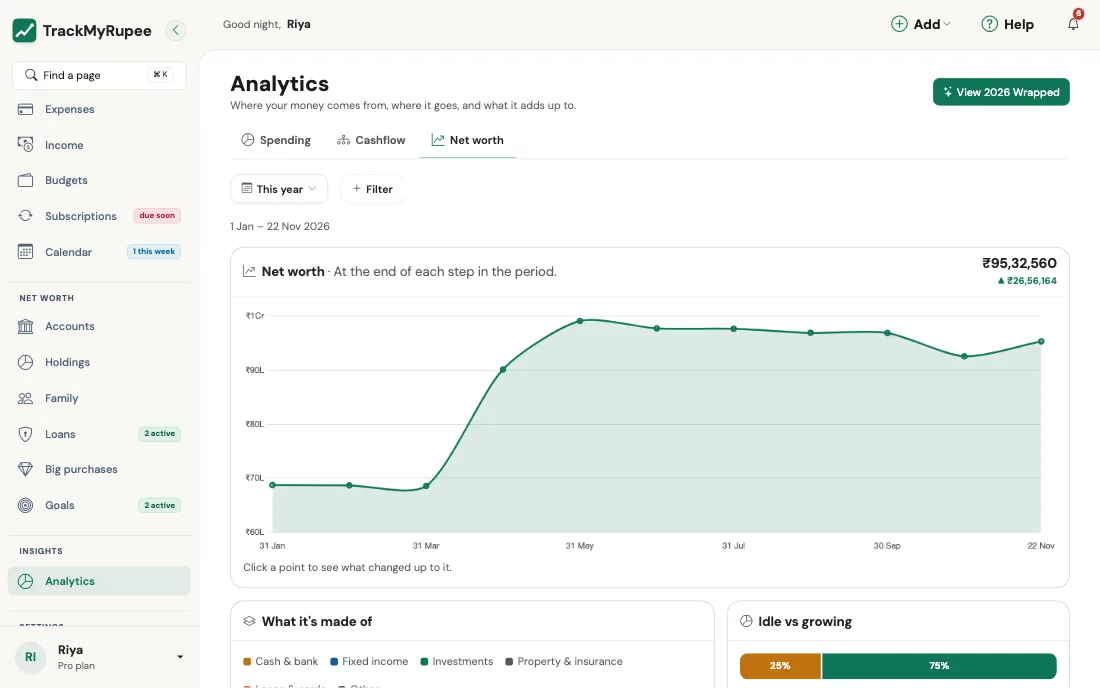 TrackMyRupee
Find a page
⌘ K
Expenses
Income
Budgets
Subscriptions due soon
Calendar 1 this week
NET WORTH
Accounts
Holdings
Family
Loans 2 active
Big purchases
Goals 2 active
INSIGHTS
Analytics
SETTINGS
RI
Riya
Pro plan
Good night, Riya
Add
Help
6
Analytics
Where your money comes from, where it goes, and what it adds up to.
View 2026 Wrapped
Spending
Cashflow
Net worth
This year
+ Filter
1 Jan – 22 Nov 2026
Net worth · At the end of each step in the period.
₹95,32,560
▲ ₹26,56,164
₹1Cr
₹90L
₹80L
₹70L
₹60L
31 Jan 31 Mar 31 May 31 Jul 30 Sep 22 Nov
Click a point to see what changed up to it.
What it's made of
Cash & bank Fixed income Investments Property & insurance
Loans & cards Other
Idle vs growing
25% 75%